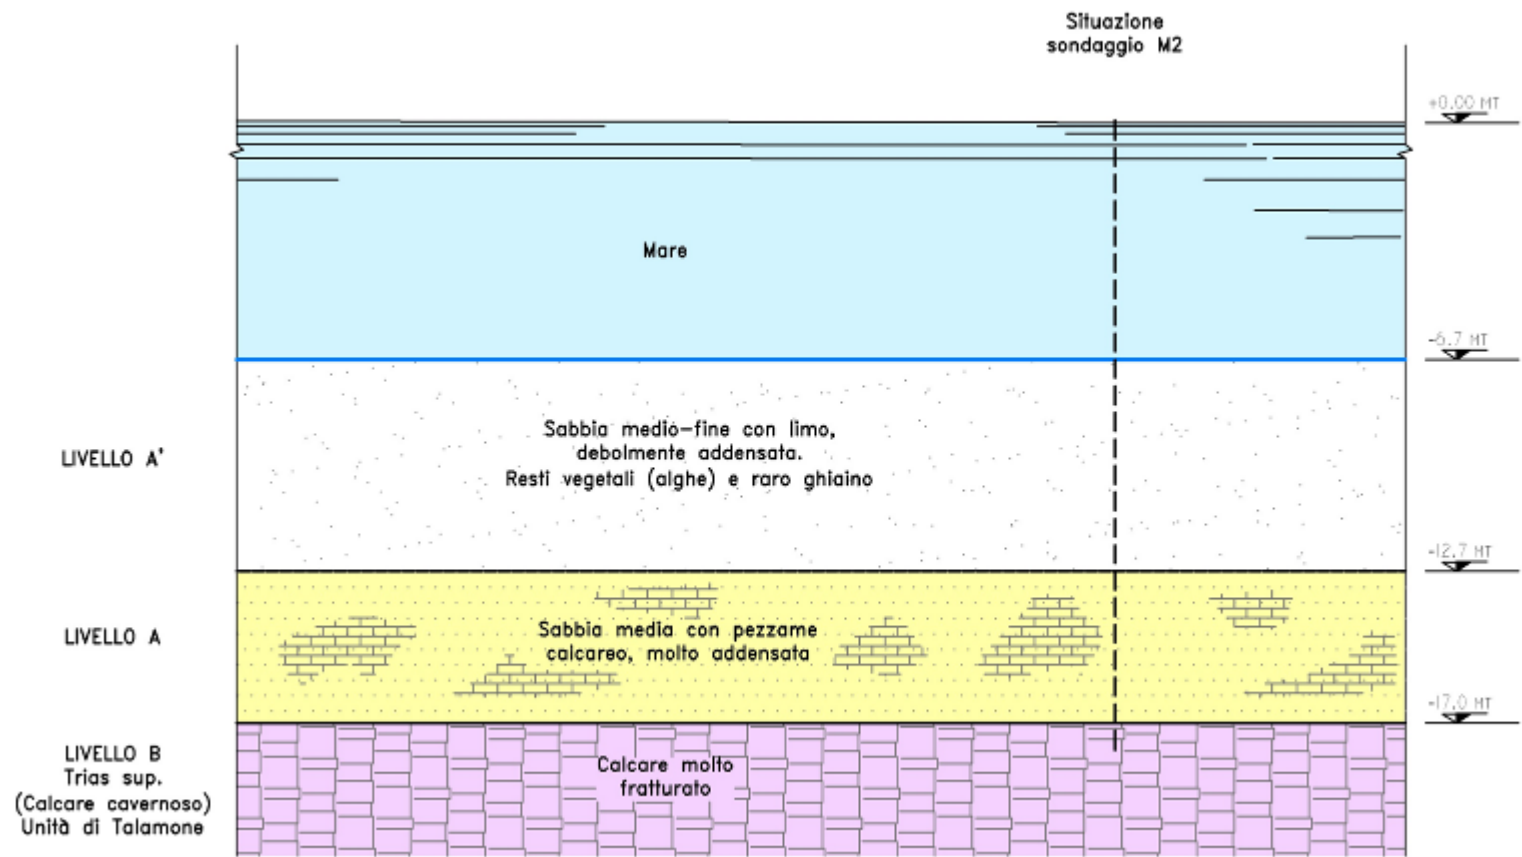 Situazione
sondaggio M2
+0.00 MT
Mare
-6.7 MT
LIVELLO A'
Sabbia medio-fine con limo,
debolmente addensata.
Resti vegetali (alghe) e raro ghiaino
-12.7 MT
LIVELLO A
Sabbia media con pezzame
calcareo, molto addensata
-17.0 MT
LIVELLO B
Trias sup.
(Calcare cavernoso)
Unità di Talamone
Calcare molto
fratturato